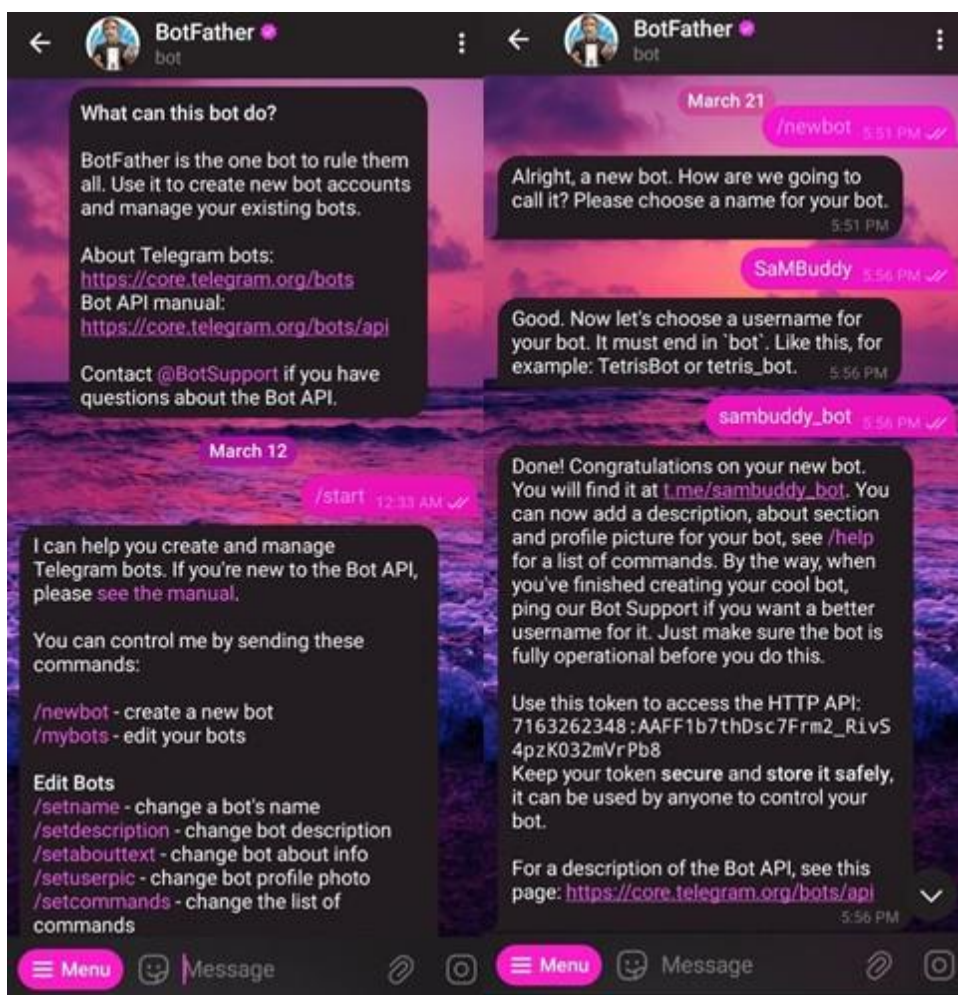 BotFather
bot
What can this bot do?
BotFather is the one bot to rule them
all. Use it to create new bot accounts
and manage your existing bots.
About Telegram bots:
https://core.telegram.org/bots
Bot API manual:
https://core.telegram.org/bots/api
Contact @BotSupport if you have
questions about the Bot API.
March 12
/start 12:33 AM
I can help you create and manage
Telegram bots. If you're new to the Bot API,
please see the manual.
You can control me by sending these
commands:
/newbot - create a new bot
/mybots - edit your bots
Edit Bots
/setname - change a bot's name
/setdescription - change bot description
/setabouttext - change bot about info
/setuserpic - change bot profile photo
/setcommands - change the list of
commands
Menu
Message
BotFather
bot
March 21
/newbot 5:51 PM
Alright, a new bot. How are we going to
call it? Please choose a name for your bot.
5:51 PM
SaMBuddy 5:56 PM
Good. Now let's choose a username for
your bot. It must end in `bot`. Like this, for
example: TetrisBot or tetris_bot. 5:56 PM
sambuddy_bot 5:56 PM
Done! Congratulations on your new bot.
You will find it at t.me/sambuddy_bot. You
can now add a description, about section
and profile picture for your bot, see /help
for a list of commands. By the way, when
you've finished creating your cool bot,
ping our Bot Support if you want a better
username for it. Just make sure the bot is
fully operational before you do this.
Use this token to access the HTTP API:
7163262348:AAFF1b7thDsc7Frm2_RivS
4pzK032mVrPb8
Keep your token secure and store it safely,
it can be used by anyone to control your
bot.
For a description of the Bot API, see this
page: https://core.telegram.org/bots/api
5:56 PM
Menu
Message